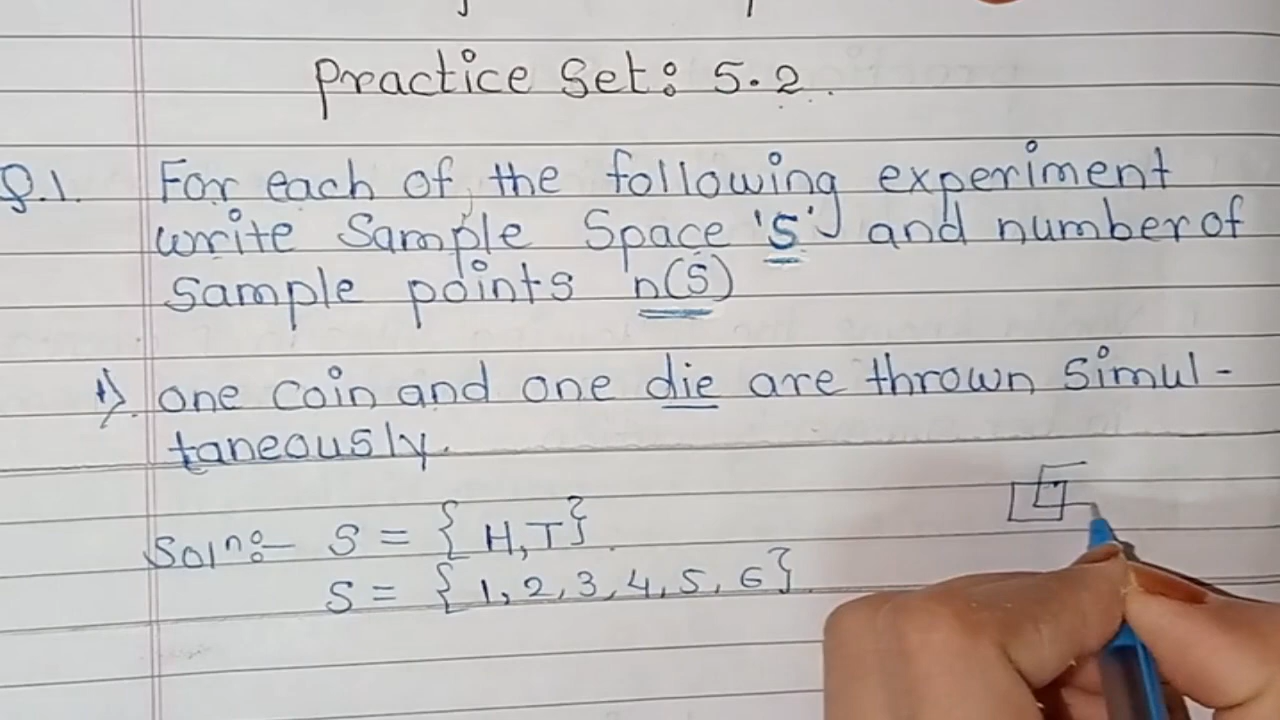 Practice Set: 5.2.
Q.1. For each of the following experiment
write Sample Space 'S' and number of
sample points n(S)
1) one coin and one die are thrown simul-
taneously.
Soln:- S = { H, T }
S = { 1, 2, 3, 4, 5, 6 }